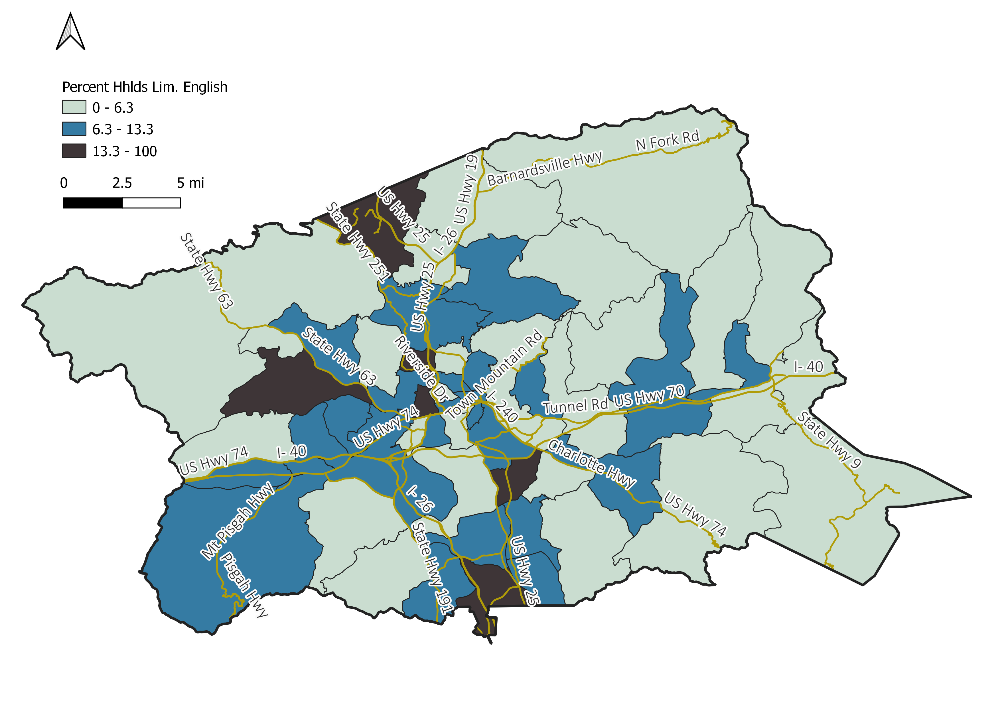 Percent Hhlds Lim. English
0 - 6.3
6.3 - 13.3
13.3 - 100
0 2.5 5 mi
N Fork Rd
Barnardsville Hwy
US Hwy 19
US Hwy 25
I- 26
State Hwy 251
State Hwy 63
US Hwy 25
State Hwy 63
Riverside Dr
Town Mountain Rd
I- 40
I- 240
Tunnel Rd
US Hwy 70
US Hwy 74
State Hwy 9
I- 40
US Hwy 74
Charlotte Hwy
US Hwy 74
Mt Pisgah Hwy
I- 26
Pisgah Hwy
State Hwy 191
US Hwy 25